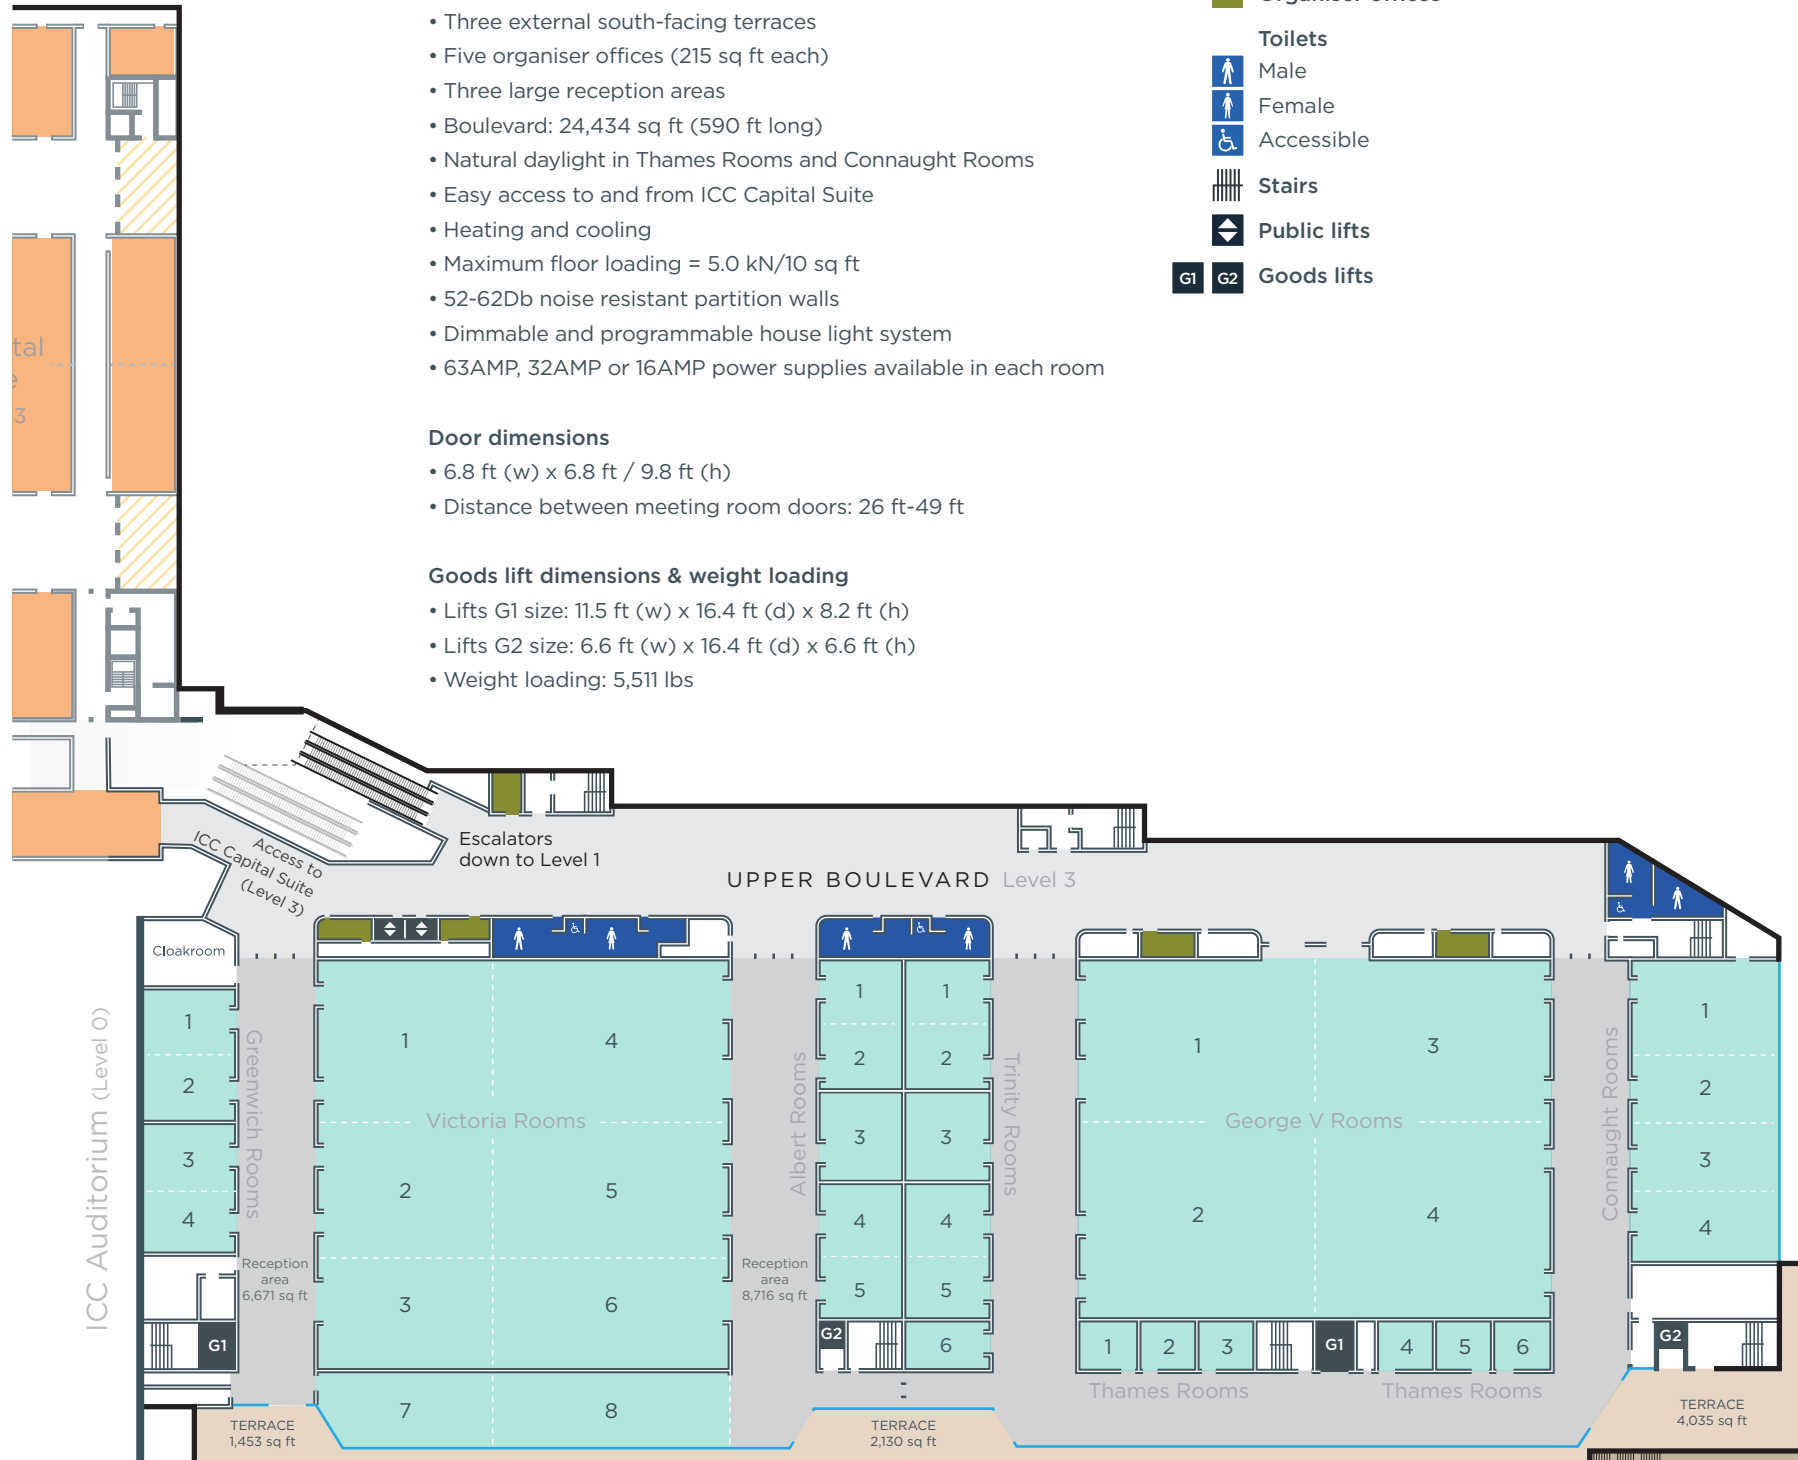 • Three external south-facing terraces
• Five organiser offices (215 sq ft each)
• Three large reception areas
• Boulevard: 24,434 sq ft (590 ft long)
• Natural daylight in Thames Rooms and Connaught Rooms
• Easy access to and from ICC Capital Suite
• Heating and cooling
• Maximum floor loading = 5.0 kN/10 sq ft
• 52-62Db noise resistant partition walls
• Dimmable and programmable house light system
• 63AMP, 32AMP or 16AMP power supplies available in each room
Door dimensions
• 6.8 ft (w) x 6.8 ft / 9.8 ft (h)
• Distance between meeting room doors: 26 ft-49 ft
Goods lift dimensions & weight loading
• Lifts G1 size: 11.5 ft (w) x 16.4 ft (d) x 8.2 ft (h)
• Lifts G2 size: 6.6 ft (w) x 16.4 ft (d) x 6.6 ft (h)
• Weight loading: 5,511 lbs
Toilets
Male
Female
Accessible
Stairs
Public lifts
G1 G2 Goods lifts
tal
e
3
Escalators
down to Level 1
Access to
ICC Capital Suite
(Level 3)
UPPER BOULEVARD Level 3
Cloakroom
ICC Auditorium (Level 0)
1
2
3
4
Greenwich Rooms
Reception
area
6,671 sq ft
G1
TERRACE
1,453 sq ft
1
4
Victoria Rooms
2
5
3
6
7
8
Albert Rooms
Reception
area
8,716 sq ft
1
2
3
4
5
G2
1
2
3
4
5
6
Trinity Rooms
TERRACE
2,130 sq ft
1
3
George V Rooms
2
4
1
2
3
G1
4
5
6
Thames Rooms
Thames Rooms
Connaught Rooms
1
2
3
4
G2
TERRACE
4,035 sq ft